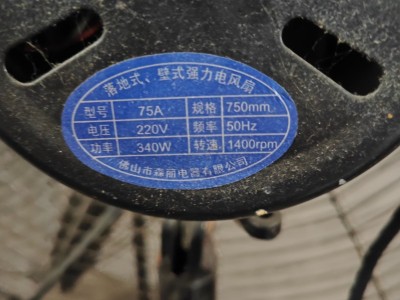 落地式、壁式强力电风扇
型号 75A 规格 750mm
电压 220V 频率 50Hz
功率 340W 转速 1400rpm
佛山市森丽电器有限公司